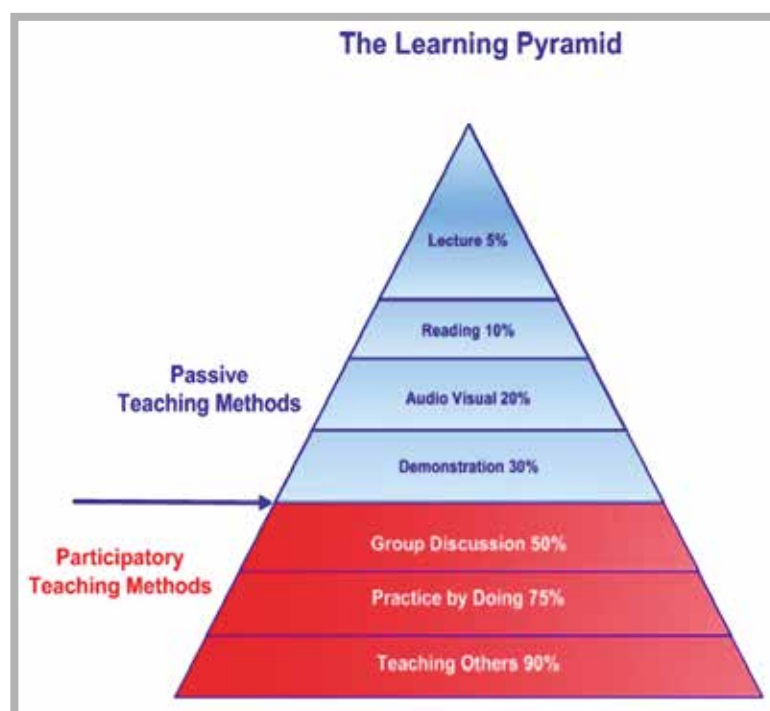 The Learning Pyramid
Lecture 5%
Reading 10%
Passive
Teaching Methods
Audio Visual 20%
Demonstration 30%
Participatory
Teaching Methods
Group Discussion 50%
Practice by Doing 75%
Teaching Others 90%